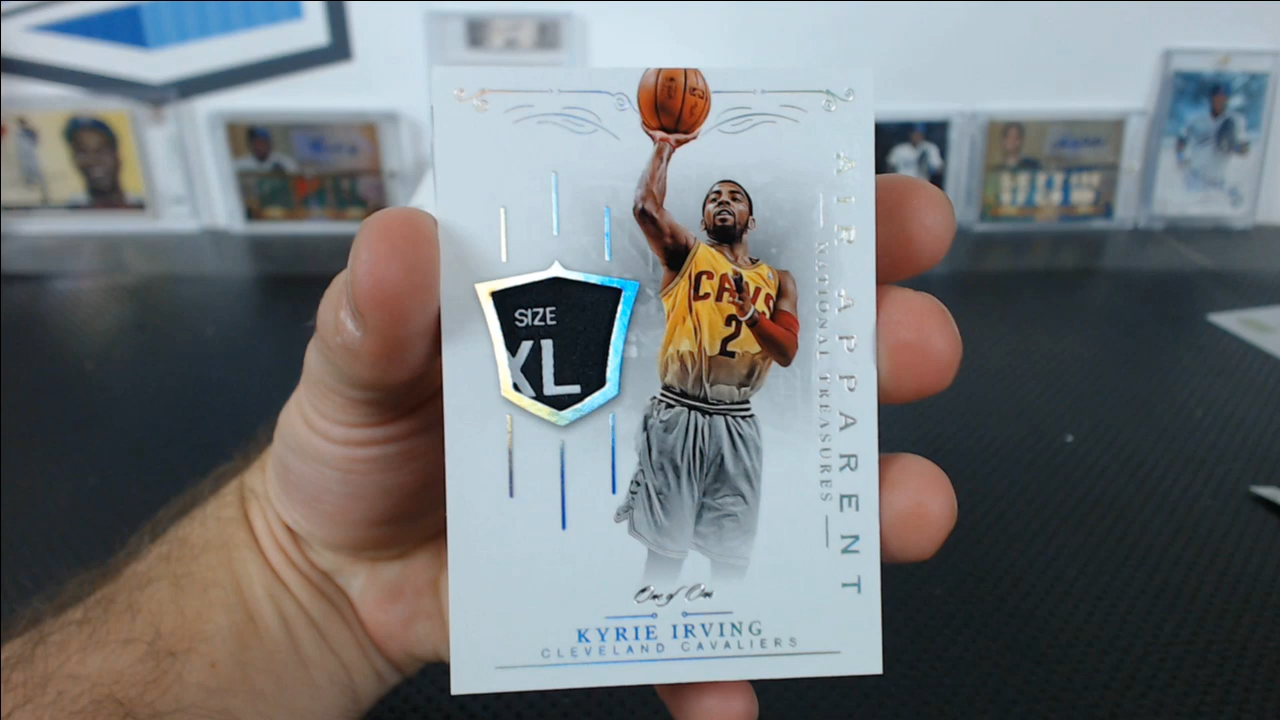 SIZE
XL
CAVS
2
AIR APPARENT
NATIONAL TREASURES
One of One
KYRIE IRVING
CLEVELAND CAVALIERS